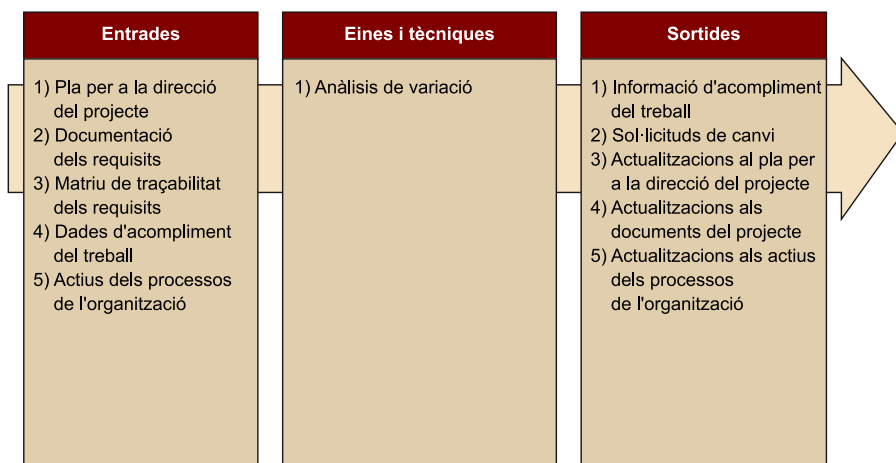 Entrades
1) Pla per a la direcció
del projecte
2) Documentació
dels requisits
3) Matriu de traçabilitat
dels requisits
4) Dades d'acompliment
del treball
5) Actius dels processos
de l'organització
Eines i tècniques
1) Anàlisis de variació
Sortides
1) Informació d'acompliment
del treball
2) Sol·licituds de canvi
3) Actualitzacions al pla per
a la direcció del projecte
4) Actualitzacions als
documents del projecte
5) Actualitzacions als actius
dels processos
de l'organització